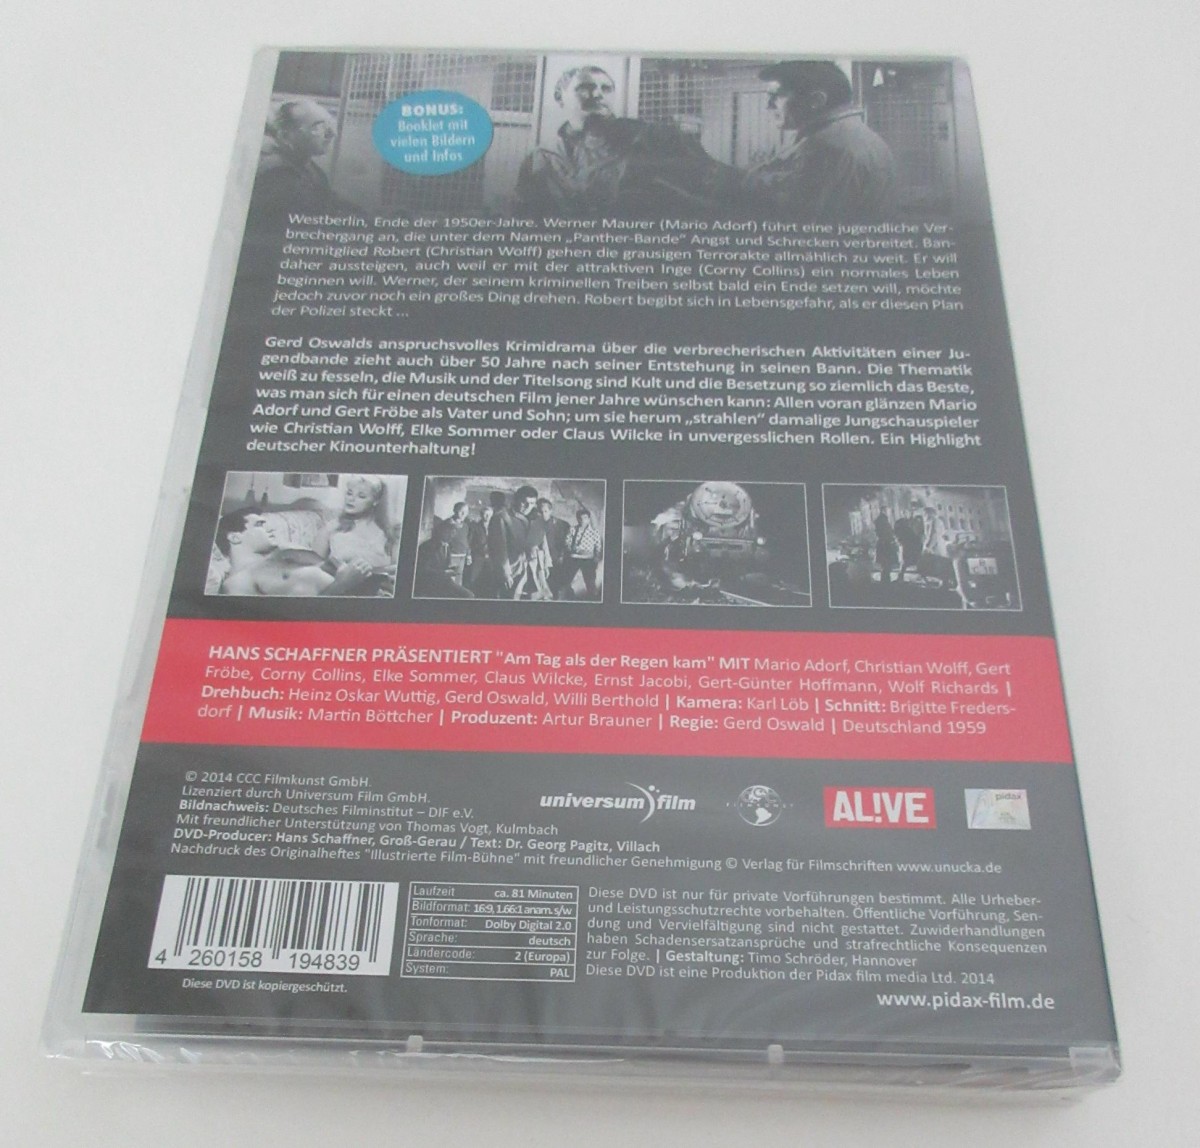 BONUS:
Booklet mit
vielen Bildern
und Infos
Westberlin, Ende der 1950er-Jahre. Werner Maurer (Mario Adorf) führt eine jugendliche Ver-
brechergang an, die unter dem Namen „Panther-Bande“ Angst und Schrecken verbreitet. Ban-
denmitglied Robert (Christian Wolff) gehen die grausigen Terrorakte allmählich zu weit. Er will
daher aussteigen, auch weil er mit der attraktiven Inge (Corny Collins) ein normales Leben
beginnen will. Werner, der seinem kriminellen Treiben selbst bald ein Ende setzen will, möchte
jedoch zuvor noch ein großes Ding drehen. Robert begibt sich in Lebensgefahr, als er diesen Plan
der Polizei steckt ...
Gerd Oswalds anspruchsvolles Krimidrama über die verbrecherischen Aktivitäten einer Ju-
gendbande zieht auch über 50 Jahre nach seiner Entstehung in seinen Bann. Die Thematik
weiß zu fesseln, die Musik und der Titelsong sind Kult und die Besetzung so ziemlich das Beste,
was man sich für einen deutschen Film jener Jahre wünschen kann: Allen voran glänzen Mario
Adorf und Gert Fröbe als Vater und Sohn; um sie herum „strahlen“ damalige Jungschauspieler
wie Christian Wolff, Elke Sommer oder Claus Wilcke in unvergesslichen Rollen. Ein Highlight
deutscher Kinounterhaltung!
HANS SCHAFFNER PRÄSENTIERT "Am Tag als der Regen kam" MIT Mario Adorf, Christian Wolff, Gert
Fröbe, Corny Collins, Elke Sommer, Claus Wilcke, Ernst Jacobi, Gert-Günter Hoffmann, Wolf Richards |
Drehbuch: Heinz Oskar Wuttig, Gerd Oswald, Willi Berthold | Kamera: Karl Löb | Schnitt: Brigitte Freders-
dorf | Musik: Martin Böttcher | Produzent: Artur Brauner | Regie: Gerd Oswald | Deutschland 1959
© 2014 CCC Filmkunst GmbH.
Lizenziert durch Universum Film GmbH.
Bildnachweis: Deutsches Filminstitut – DIF e.V.
Mit freundlicher Unterstützung von Thomas Vogt, Kulmbach
DVD-Producer: Hans Schaffner, Groß-Gerau / Text: Dr. Georg Pagitz, Villach
Nachdruck des Originalheftes "Illustrierte Film-Bühne" mit freundlicher Genehmigung © Verlag für Filmschriften www.unucka.de
universum film
AL!VE
pidax
Laufzeit ca. 81 Minuten
Bildformat: 16:9, 1.66:1 anam. s/w
Tonformat: Dolby Digital 2.0
Sprache: deutsch
Ländercode: 2 (Europa)
System: PAL
Diese DVD ist nur für private Vorführungen bestimmt. Alle Urheber-
und Leistungsschutzrechte vorbehalten. Öffentliche Vorführung, Sen-
dung und Vervielfältigung sind nicht gestattet. Zuwiderhandlungen
haben Schadensersatzansprüche und strafrechtliche Konsequenzen
zur Folge. | Gestaltung: Timo Schröder, Hannover
Diese DVD ist eine Produktion der Pidax film media Ltd. 2014
www.pidax-film.de
4 260158 194839
Diese DVD ist kopiergeschützt.